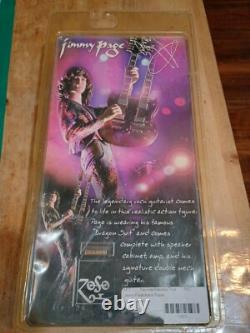 Jimmy Page
The legendary rock guitarist comes
to life in this realistic action figure.
Page is wearing his famous
"Dragon Suit" and comes
complete with speaker
cabinet, amp, and his
signature double neck
guitar.
ZoSo